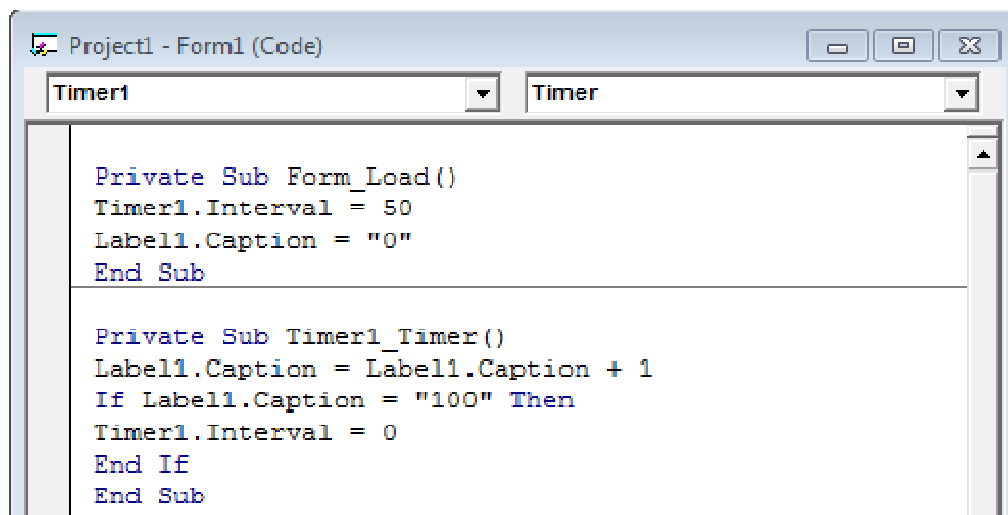 Project1 - Form1 (Code)
Timer1 Timer
Private Sub Form_Load()
Timer1.Interval = 50
Label1.Caption = "0"
End Sub
Private Sub Timer1_Timer()
Label1.Caption = Label1.Caption + 1
If Label1.Caption = "100" Then
Timer1.Interval = 0
End If
End Sub